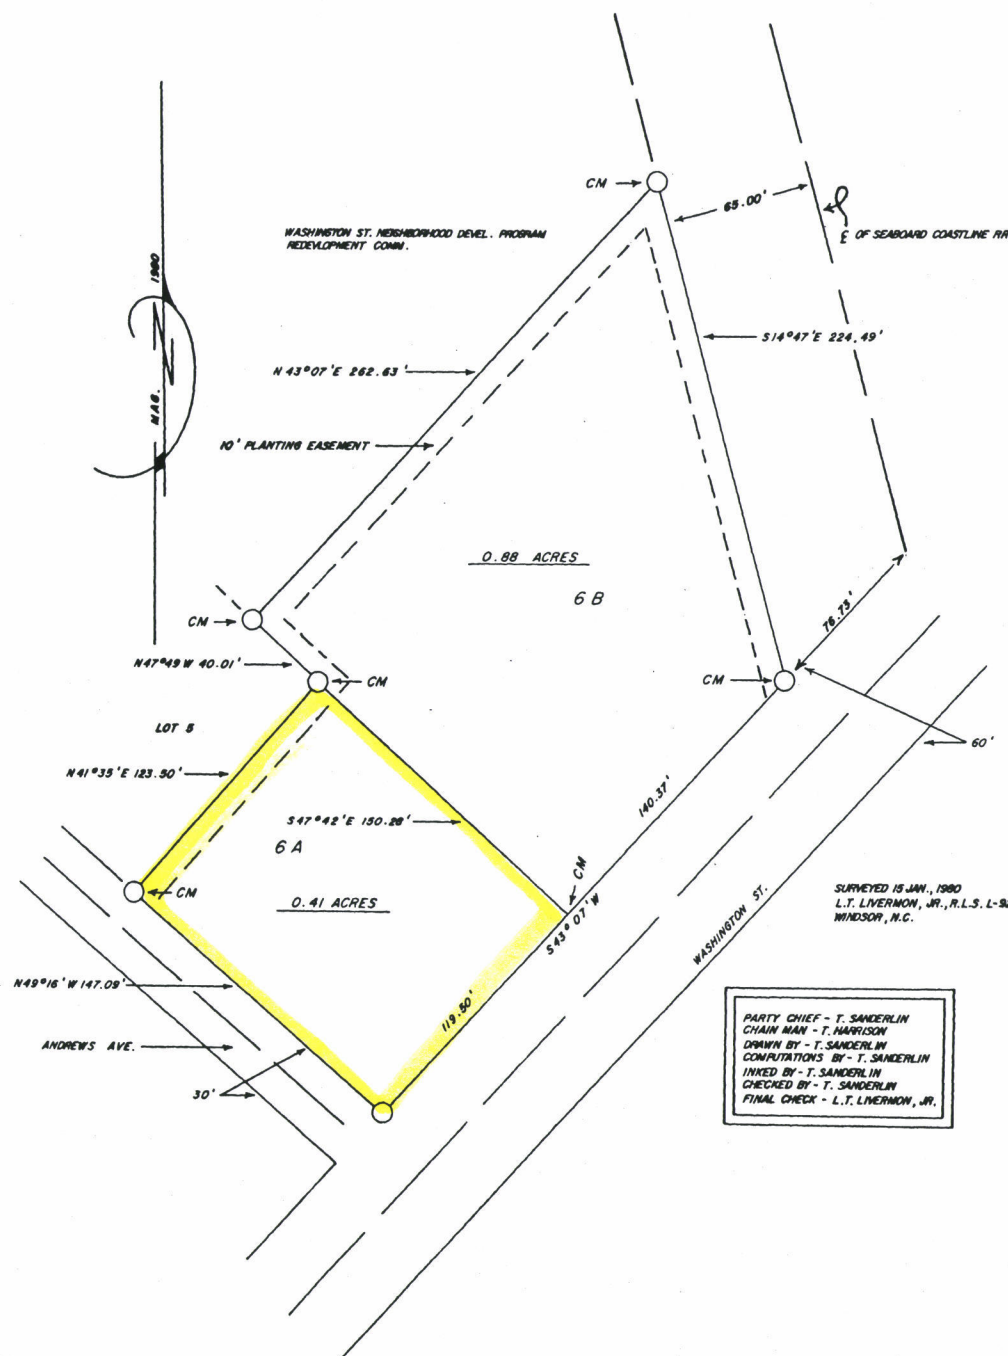 CM
65.00'
WASHINGTON ST. NEIGHBORHOOD DEVEL. PROGRAM
REDEVLOPMENT COMM.
OF SEABOARD COASTLINE RR
MAG. 1980
N
S14°47'E 224.49'
N 43°07'E 262.63'
10' PLANTING EASEMENT
0.88 ACRES
6 B
76.73'
CM
N47°49 W 40.01'
CM
CM
LOT 5
60'
N41°35'E 123.50'
140.37'
S47°42'E 150.28'
6 A
CM
CM
0.41 ACRES
S43°07'W
SURVEYED 15 JAN., 1980
L.T. LIVERMON, JR., R.L.S.
WINDSOR, N.C.
WASHINGTON ST.
N49°16'W 147.09'
119.50'
ANDREWS AVE.
30'
PARTY CHIEF - T. SANDERLIN
CHAIN MAN - T. HARRISON
DRAWN BY - T. SANDERLIN
COMPUTATIONS BY - T. SANDERLIN
INKED BY - T. SANDERLIN
CHECKED BY - T. SANDERLIN
FINAL CHECK - L.T. LIVERMON, JR.